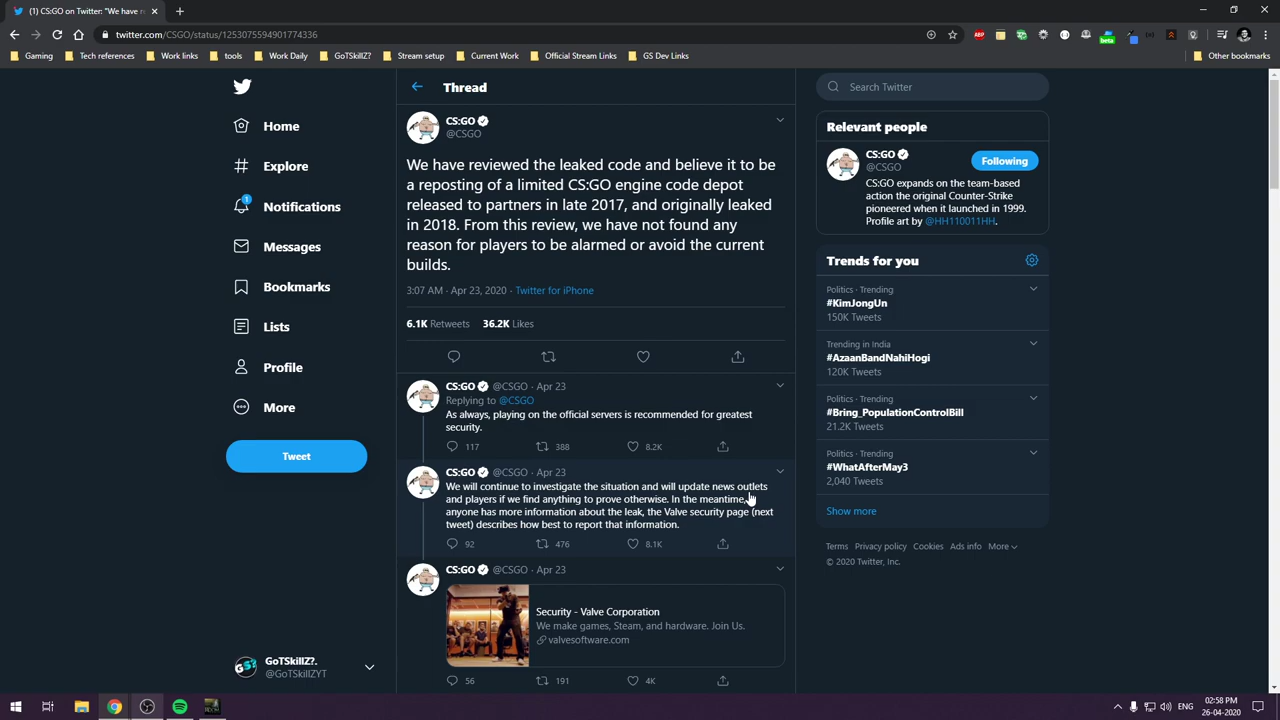 (1) CS:GO on Twitter: "We have re
twitter.com/CSGO/status/1253075594901774336
Gaming
Tech references
Work links
tools
Work Daily
GoTSkillZ?
Stream setup
Current Work
Official Stream Links
GS Dev Links
Other bookmarks
ABP
beta
Home
Explore
1
Notifications
Messages
Bookmarks
Lists
Profile
More
Tweet
GoTSkillZ?.
@GoTSkillZYT
Thread
CS:GO
@CSGO
We have reviewed the leaked code and believe it to be
a reposting of a limited CS:GO engine code depot
released to partners in late 2017, and originally leaked
in 2018. From this review, we have not found any
reason for players to be alarmed or avoid the current
builds.
3:07 AM · Apr 23, 2020 · Twitter for iPhone
6.1K Retweets 36.2K Likes
CS:GO @CSGO · Apr 23
Replying to @CSGO
As always, playing on the official servers is recommended for greatest
security.
117 388 8.2K
CS:GO @CSGO · Apr 23
We will continue to investigate the situation and will update news outlets
and players if we find anything to prove otherwise. In the meantime,
anyone has more information about the leak, the Valve security page (next
tweet) describes how best to report that information.
92 476 8.1K
CS:GO @CSGO · Apr 23
Security - Valve Corporation
We make games, Steam, and hardware. Join Us.
valvesoftware.com
56 191 4K
Search Twitter
Relevant people
CS:GO
@CSGO
Following
CS:GO expands on the team-based
action the original Counter-Strike
pioneered when it launched in 1999.
Profile art by @HH110011HH.
Trends for you
Politics · Trending
#KimJongUn
150K Tweets
Trending in India
#AzaanBandNahiHogi
120K Tweets
Politics · Trending
#Bring_PopulationControlBill
21.2K Tweets
Politics · Trending
#WhatAfterMay3
2,040 Tweets
Show more
Terms Privacy policy Cookies Ads info More
© 2020 Twitter, Inc.
ENG
02:58 PM
26-04-2020